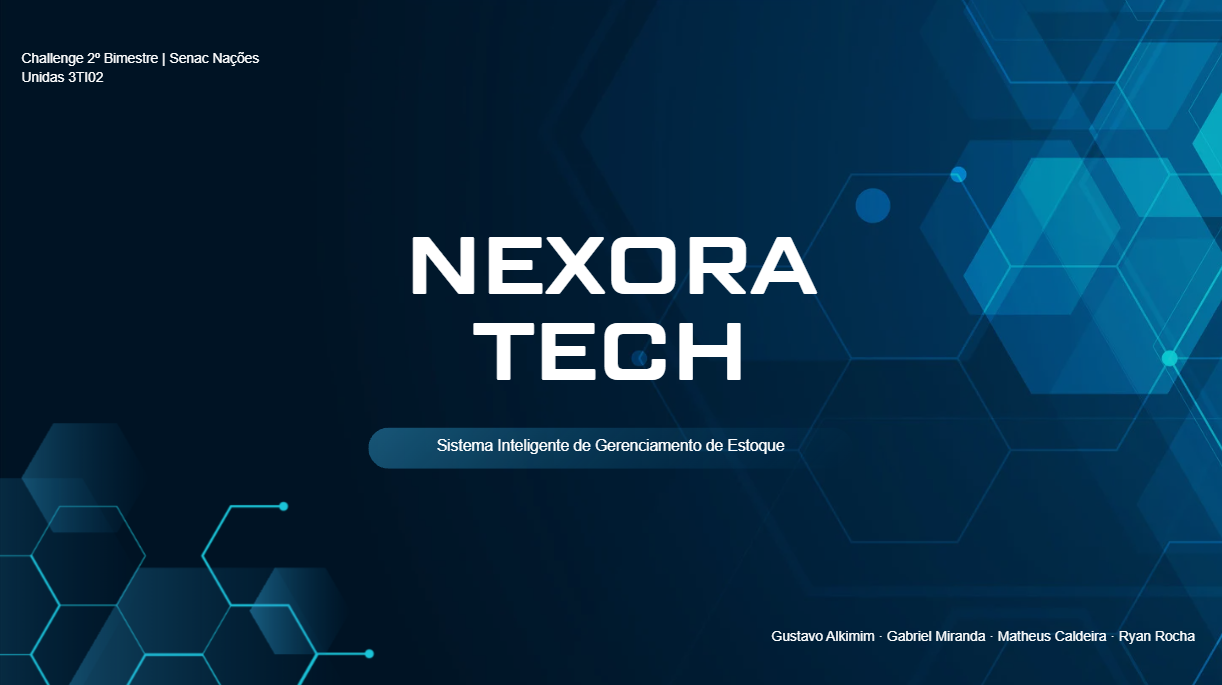 Challenge 2º Bimestre | Senac Nações
Unidas 3TI02
NEXORA
TECH
Sistema Inteligente de Gerenciamento de Estoque
Gustavo Alkimim · Gabriel Miranda · Matheus Caldeira · Ryan Rocha